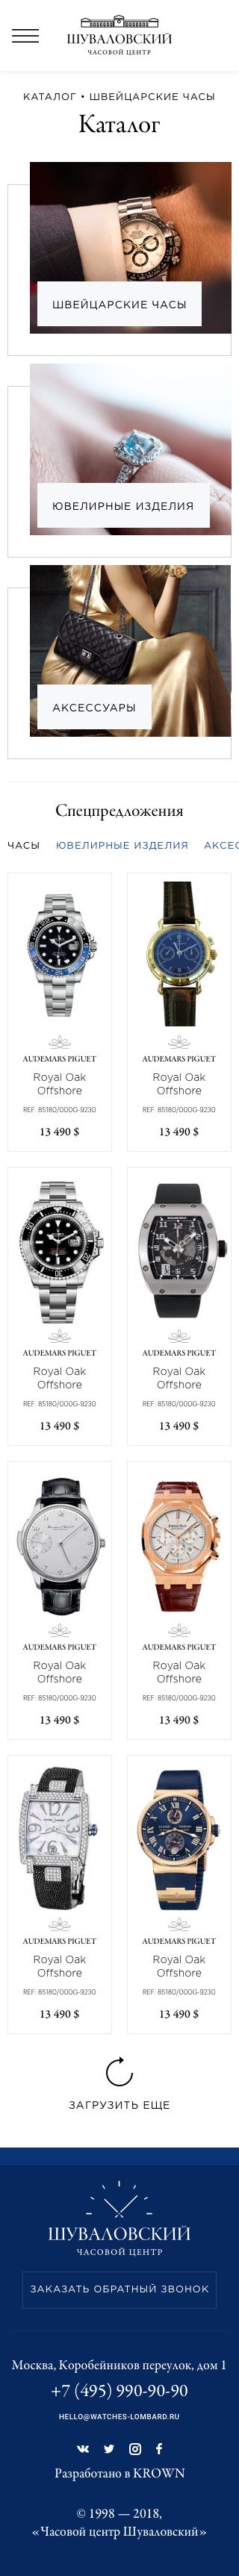 ШУВАЛОВСКИЙ
ЧАСОВОЙ ЦЕНТР
КАТАЛОГ • ШВЕЙЦАРСКИЕ ЧАСЫ
Каталог
ШВЕЙЦАРСКИЕ ЧАСЫ
ЮВЕЛИРНЫЕ ИЗДЕЛИЯ
АКСЕССУАРЫ
Спецпредложения
ЧАСЫ ЮВЕЛИРНЫЕ ИЗДЕЛИЯ АКСЕС
AUDEMARS PIGUET
Royal Oak
Offshore
REF: 85180/000G-9230
13 490 $
AUDEMARS PIGUET
Royal Oak
Offshore
REF: 85180/000G-9230
13 490 $
AUDEMARS PIGUET
Royal Oak
Offshore
REF: 85180/000G-9230
13 490 $
AUDEMARS PIGUET
Royal Oak
Offshore
REF: 85180/000G-9230
13 490 $
AUDEMARS PIGUET
Royal Oak
Offshore
REF: 85180/000G-9230
13 490 $
AUDEMARS PIGUET
Royal Oak
Offshore
REF: 85180/000G-9230
13 490 $
AUDEMARS PIGUET
Royal Oak
Offshore
REF: 85180/000G-9230
13 490 $
AUDEMARS PIGUET
Royal Oak
Offshore
REF: 85180/000G-9230
13 490 $
ЗАГРУЗИТЬ ЕЩЕ
ШУВАЛОВСКИЙ
ЧАСОВОЙ ЦЕНТР
ЗАКАЗАТЬ ОБРАТНЫЙ ЗВОНОК
Москва, Коробейников переулок, дом 1
+7 (495) 990-90-90
HELLO@WATCHES-LOMBARD.RU
Разработано в KROWN
© 1998 — 2018,
«Часовой центр Шуваловский»